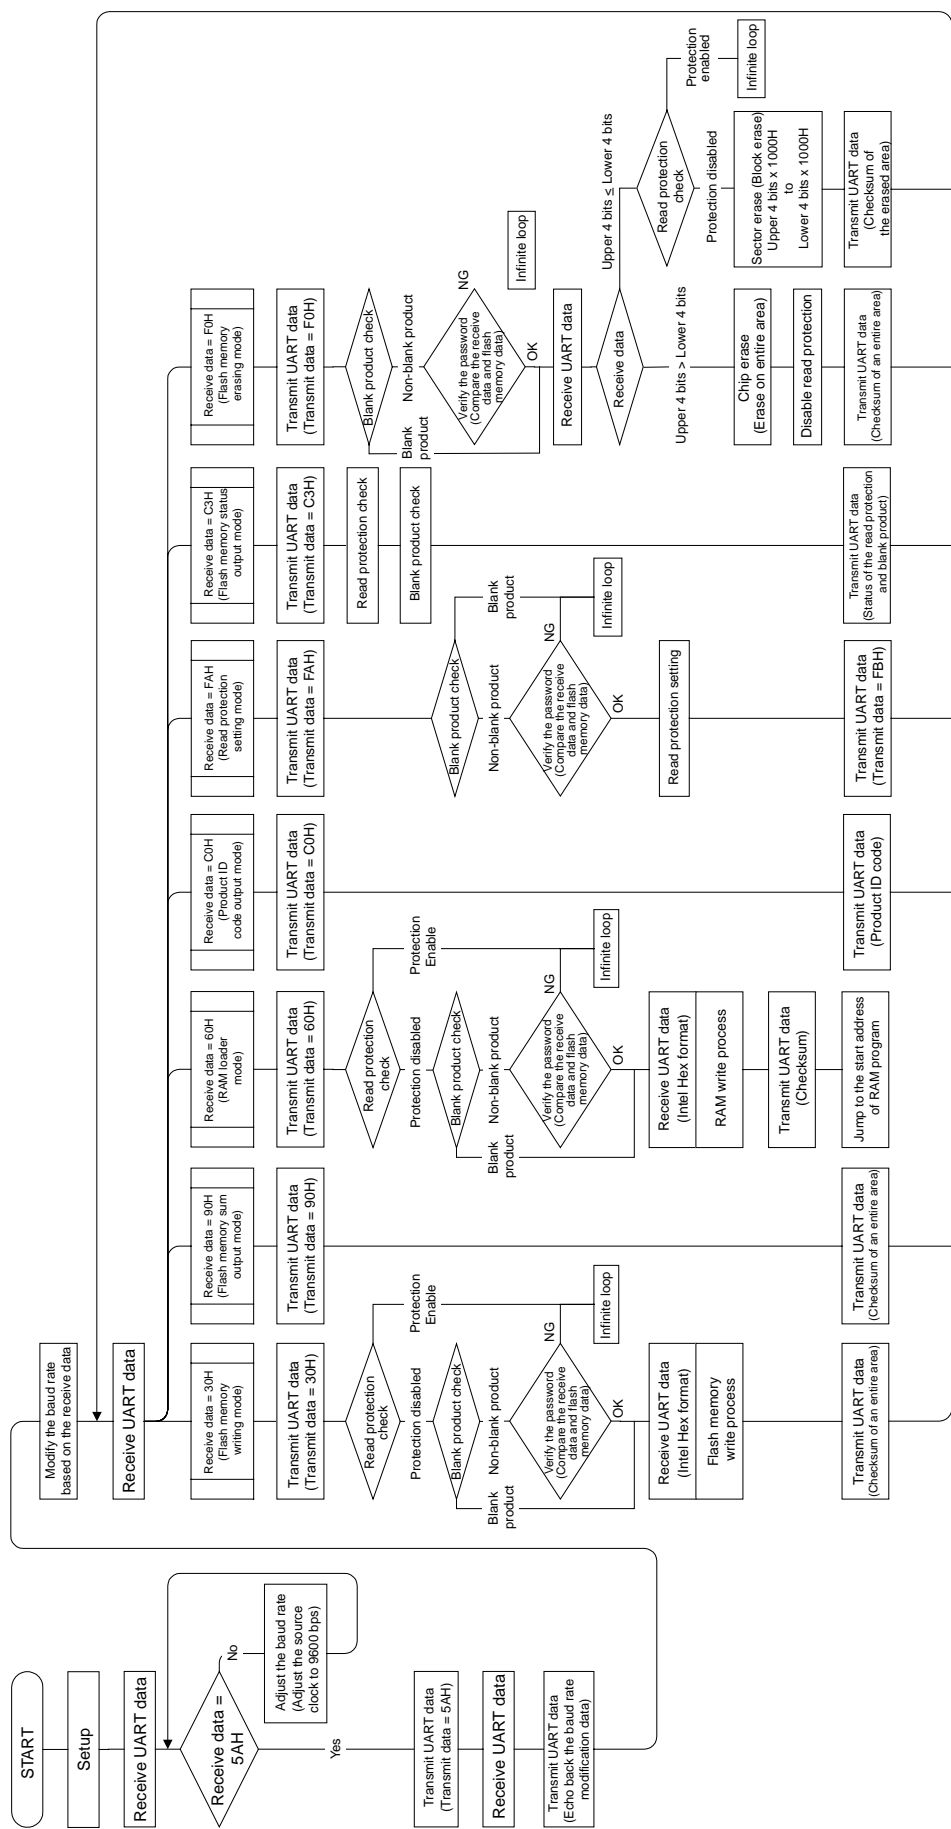 START
Setup
Receive UART data
Receive data =
5AH
No
Adjust the baud rate
(Adjust the source
clock to 9600 bps)
Yes
Transmit UART data
(Transmit data = 5AH)
Receive UART data
Transmit UART data
(Echo back the baud rate
modification data)
Modify the baud rate
based on the receive data
Receive UART data
Receive data = 30H
(Flash memory
writing mode)
Transmit UART data
(Transmit data = 30H)
Read protection
check
Protection
Enable
Protection disabled
Blank product check
Blank
product
Non-blank product
Verify the password
(Compare the receive
data and flash
memory data)
NG
Infinite loop
OK
Receive UART data
(Intel Hex format)
Flash memory
write process
Transmit UART data
(Checksum of an entire area)
Receive data = 90H
(Flash memory sum
output mode)
Transmit UART data
(Transmit data = 90H)
Transmit UART data
(Checksum of an entire area)
Receive data = 60H
(RAM loader
mode)
Transmit UART data
(Transmit data = 60H)
Read protection
check
Protection
Enable
Protection disabled
Blank product check
Blank
product
Non-blank product
Verify the password
(Compare the receive
data and flash
memory data)
NG
Infinite loop
OK
Receive UART data
(Intel Hex format)
RAM write process
Transmit UART data
(Checksum)
Jump to the start address
of RAM program
Receive data = C0H
(Product ID
code output mode)
Transmit UART data
(Transmit data = C0H)
Transmit UART data
(Product ID code)
Receive data = FAH
(Read protection
setting mode)
Transmit UART data
(Transmit data = FAH)
Blank product check
Blank
product
Non-blank product
Verify the password
(Compare the receive
data and flash
memory data)
NG
Infinite loop
OK
Read protection setting
Transmit UART data
(Transmit data = FBH)
Receive data = C3H
(Flash memory status
output mode)
Transmit UART data
(Transmit data = C3H)
Read protection check
Blank product check
Transmit UART data
(Status of the read protection
and blank product)
Receive data = F0H
(Flash memory
erasing mode)
Transmit UART data
(Transmit data = F0H)
Blank product check
Blank
product
Non-blank product
Verify the password
(Compare the receive
data and flash
memory data)
NG
Infinite loop
OK
Receive UART data
Receive data
Upper 4 bits > Lower 4 bits
Chip erase
(Erase on entire area)
Disable read protection
Transmit UART data
(Checksum of an entire area)
Upper 4 bits ≤ Lower 4 bits
Read protection
check
Protection
enabled
Infinite loop
Protection disabled
Sector erase (Block erase)
Upper 4 bits x 1000H
to
Lower 4 bits x 1000H
Transmit UART data
(Checksum of
the erased area)